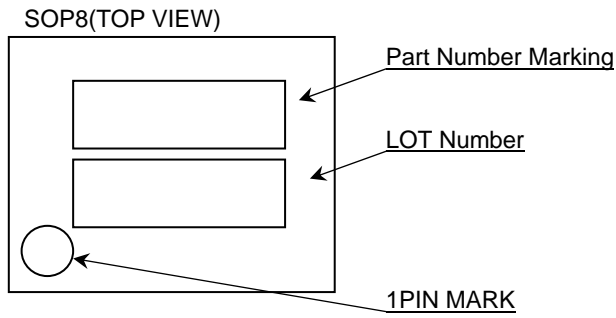 SOP8(TOP VIEW)
Part Number Marking
LOT Number
1PIN MARK